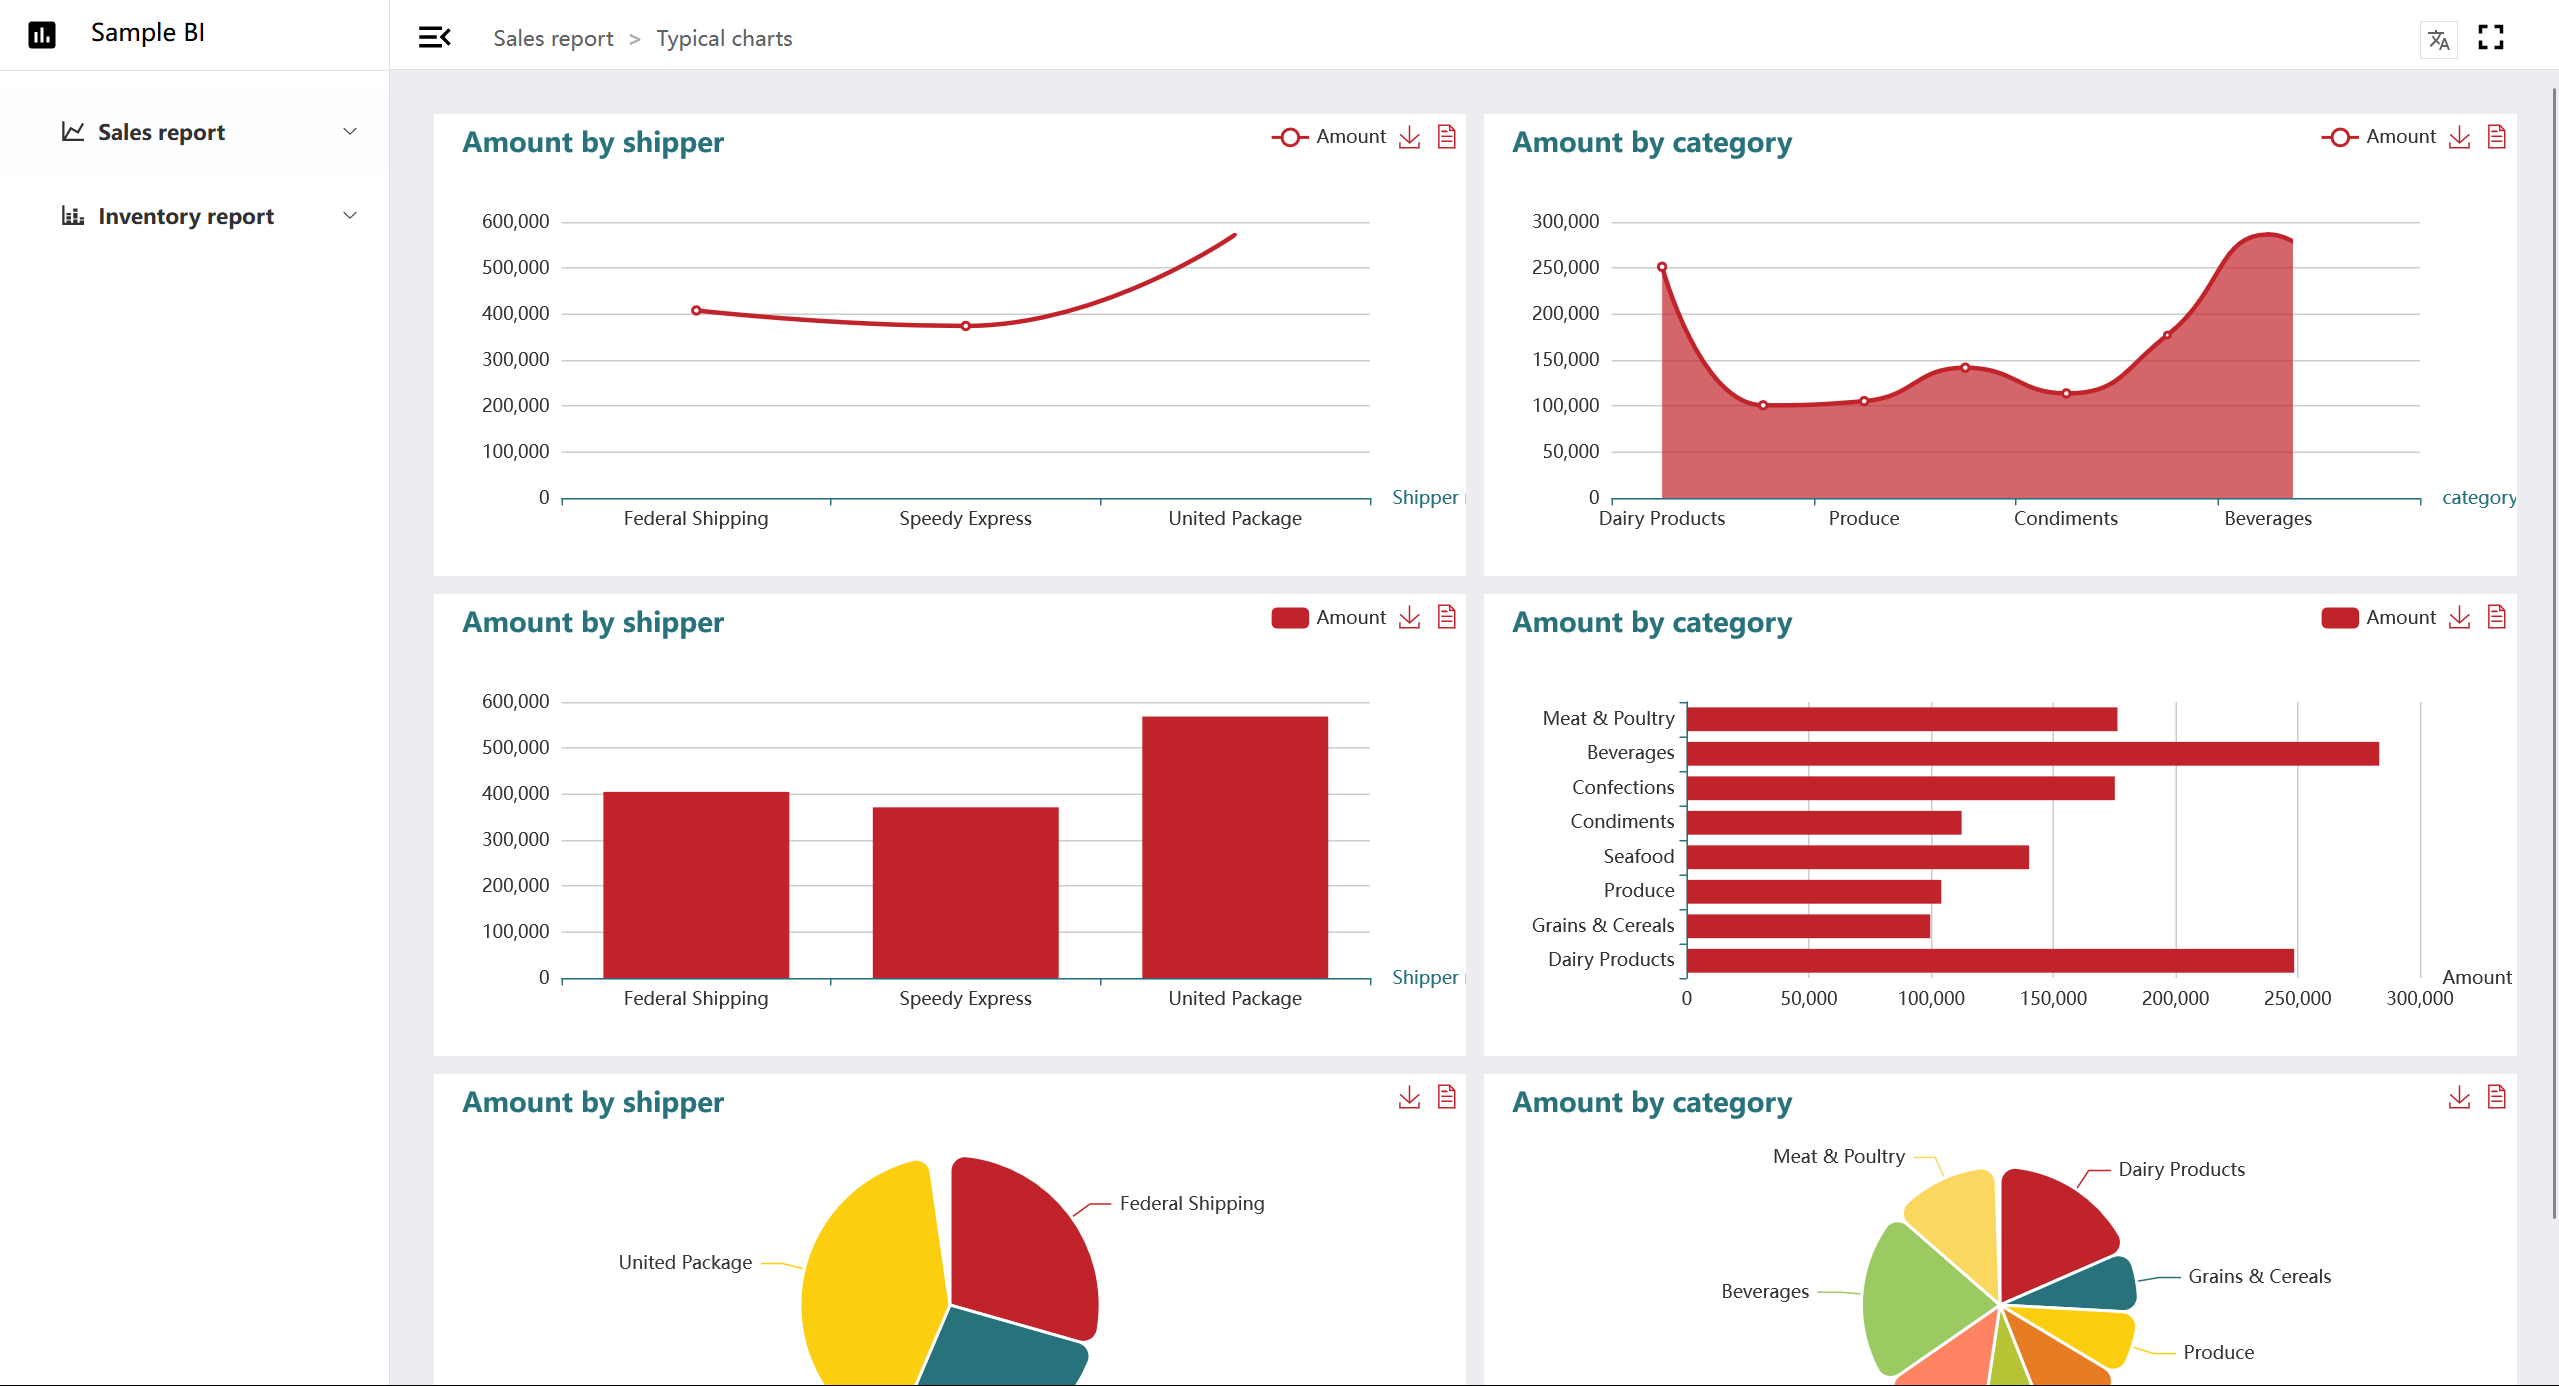 Sample BI
Sales report > Typical charts
Sales report
Inventory report
Amount by shipper
Amount
600,000
500,000
400,000
300,000
200,000
100,000
0
Federal Shipping
Speedy Express
United Package
Shipper
Amount by category
Amount
300,000
250,000
200,000
150,000
100,000
50,000
0
Dairy Products
Produce
Condiments
Beverages
category
Amount by shipper
Amount
600,000
500,000
400,000
300,000
200,000
100,000
0
Federal Shipping
Speedy Express
United Package
Shipper
Amount by category
Amount
Meat & Poultry
Beverages
Confections
Condiments
Seafood
Produce
Grains & Cereals
Dairy Products
Amount
0
50,000
100,000
150,000
200,000
250,000
300,000
Amount by shipper
Federal Shipping
United Package
Amount by category
Meat & Poultry
Dairy Products
Grains & Cereals
Beverages
Produce